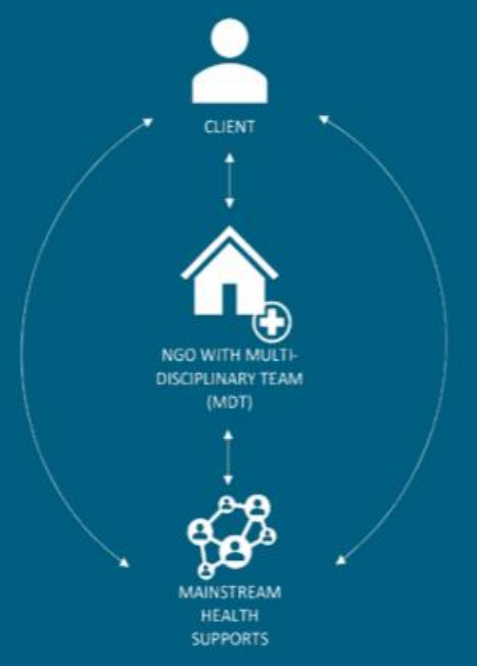 CLIENT
NGO WITH MULTI-
DISCIPLINARY TEAM
(MDT)
MAINSTREAM
HEALTH
SUPPORTS